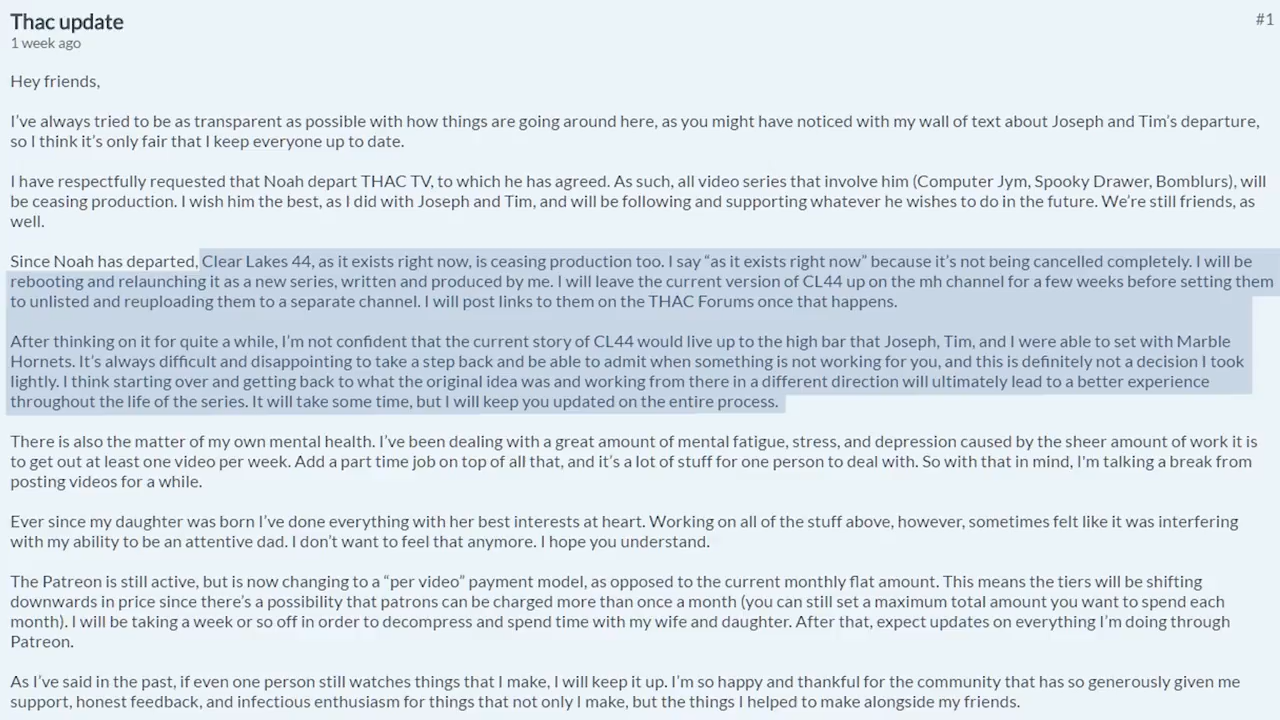 Thac update
#1
1 week ago
Hey friends,
I’ve always tried to be as transparent as possible with how things are going around here, as you might have noticed with my wall of text about Joseph and Tim’s departure,
so I think it’s only fair that I keep everyone up to date.
I have respectfully requested that Noah depart THAC TV, to which he has agreed. As such, all video series that involve him (Computer Jym, Spooky Drawer, Bomblurs), will
be ceasing production. I wish him the best, as I did with Joseph and Tim, and will be following and supporting whatever he wishes to do in the future. We’re still friends, as
well.
Since Noah has departed, Clear Lakes 44, as it exists right now, is ceasing production too. I say “as it exists right now” because it’s not being cancelled completely. I will be
rebooting and relaunching it as a new series, written and produced by me. I will leave the current version of CL44 up on the mh channel for a few weeks before setting them
to unlisted and reuploading them to a separate channel. I will post links to them on the THAC Forums once that happens.
After thinking on it for quite a while, I’m not confident that the current story of CL44 would live up to the high bar that Joseph, Tim, and I were able to set with Marble
Hornets. It’s always difficult and disappointing to take a step back and be able to admit when something is not working for you, and this is definitely not a decision I took
lightly. I think starting over and getting back to what the original idea was and working from there in a different direction will ultimately lead to a better experience
throughout the life of the series. It will take some time, but I will keep you updated on the entire process.
There is also the matter of my own mental health. I’ve been dealing with a great amount of mental fatigue, stress, and depression caused by the sheer amount of work it is
to get out at least one video per week. Add a part time job on top of all that, and it’s a lot of stuff for one person to deal with. So with that in mind, I'm talking a break from
posting videos for a while.
Ever since my daughter was born I’ve done everything with her best interests at heart. Working on all of the stuff above, however, sometimes felt like it was interfering
with my ability to be an attentive dad. I don’t want to feel that anymore. I hope you understand.
The Patreon is still active, but is now changing to a “per video” payment model, as opposed to the current monthly flat amount. This means the tiers will be shifting
downwards in price since there’s a possibility that patrons can be charged more than once a month (you can still set a maximum total amount you want to spend each
month). I will be taking a week or so off in order to decompress and spend time with my wife and daughter. After that, expect updates on everything I’m doing through
Patreon.
As I’ve said in the past, if even one person still watches things that I make, I will keep it up. I’m so happy and thankful for the community that has so generously given me
support, honest feedback, and infectious enthusiasm for things that not only I make, but the things I helped to make alongside my friends.